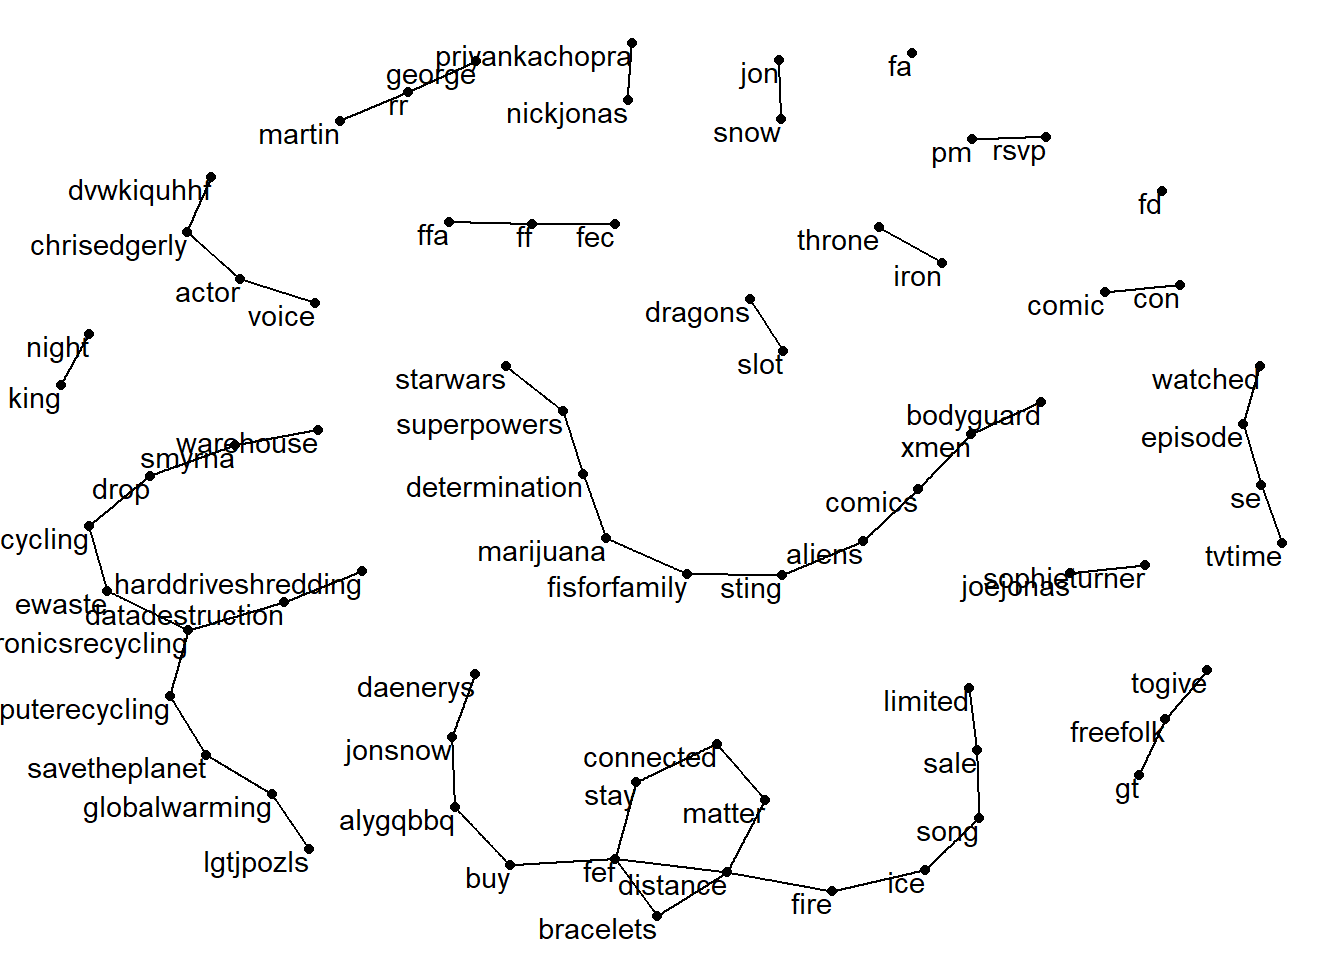 priyankachopra
george
rr
martin
nickjonas
jon
snow
fa
pm
rsvp
dvwkiquhhf
chrisedgerly
actor
voice
ffa
ff
fec
throne
iron
fd
comic
con
dragons
slot
night
king
starwars
superpowers
determination
marijuana
fisforfamily
sting
aliens
comics
xmen
bodyguard
watched
episode
se
tvtime
warehouse
smyrna
drop
cycling
harddriveshredding
ewaste
datadestruction
ronicsrecycling
puterecycling
savetheplanet
globalwarming
lgtjpozls
sophieturner
joejonas
togive
freefolk
gt
daenerys
jonsnow
alygqbbq
buy
connected
stay
matter
fef
distance
bracelets
fire
ice
song
sale
limited